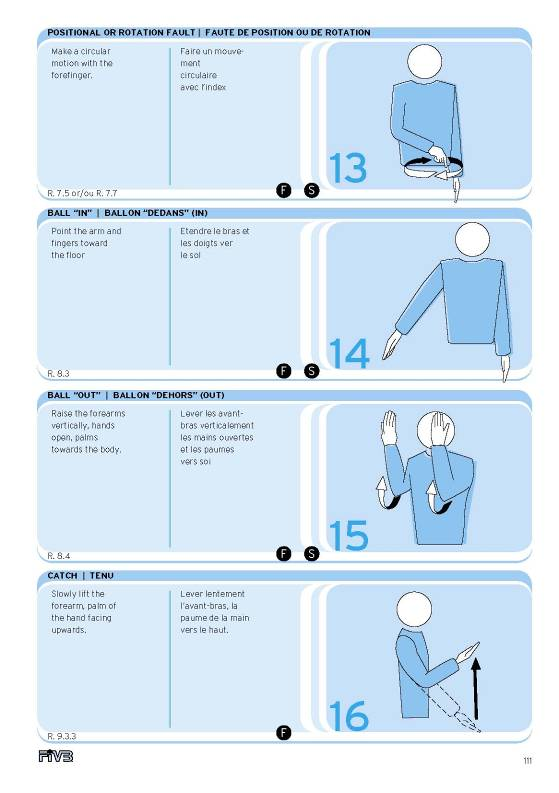 POSITIONAL OR ROTATION FAULT | FAUTE DE POSITION OU DE ROTATION
Make a circular
motion with the
forefinger.
Faire un mouve-
ment
circulaire
avec l'index
13
R. 7.5 or/ou R. 7.7
F S
BALL “IN” | BALLON “DEDANS” (IN)
Point the arm and
fingers toward
the floor
Etendre le bras et
les doigts ver
le sol
14
R. 8.3
F S
BALL “OUT” | BALLON “DEHORS” (OUT)
Raise the forearms
vertically, hands
open, palms
towards the body.
Lever les avant-
bras verticalement
les mains ouvertes
et les paumes
vers soi
15
R. 8.4
F S
CATCH | TENU
Slowly lift the
forearm, palm of
the hand facing
upwards.
Lever lentement
l'avant-bras, la
paume de la main
vers le haut.
16
R. 9.3.3
F
FIVB
111